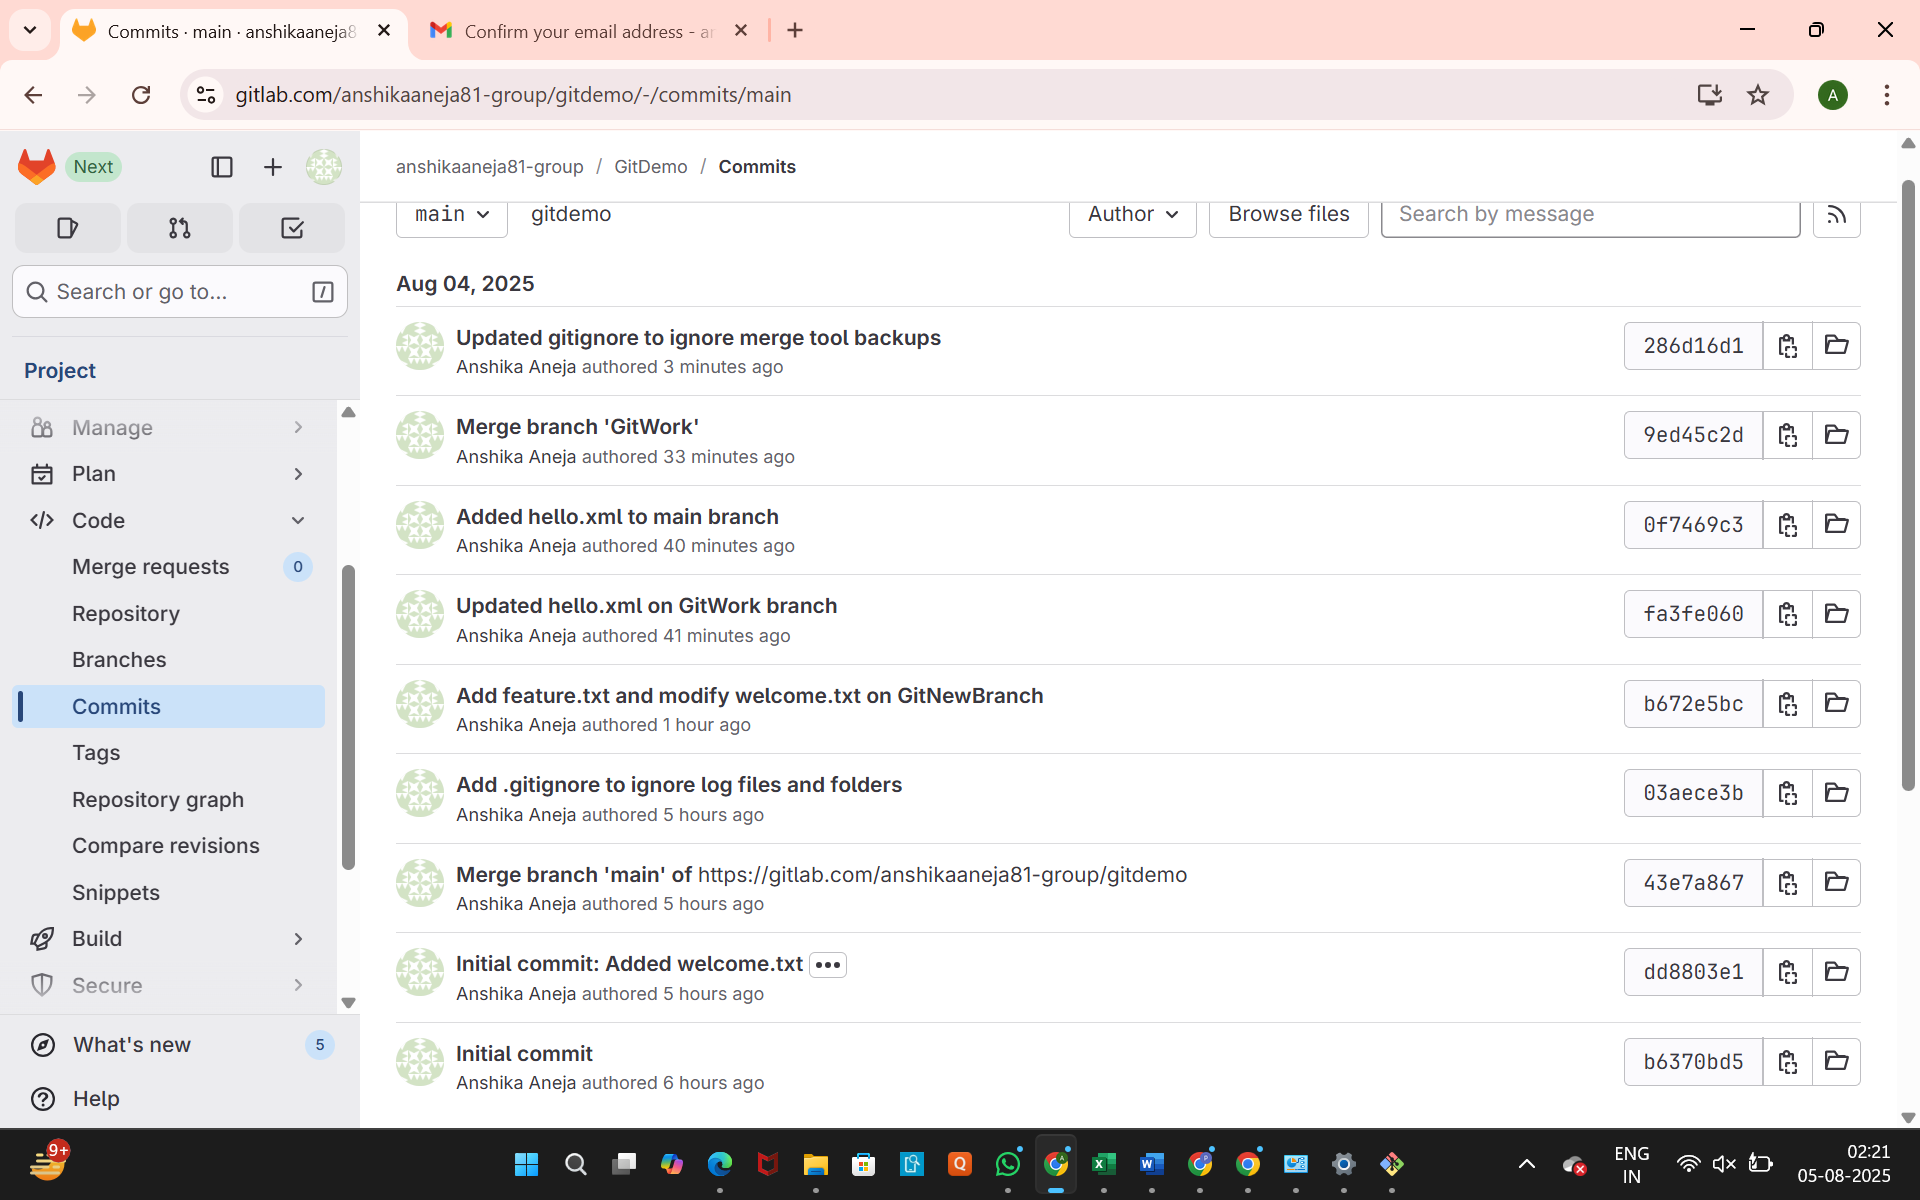 Commits · main · anshikaaneja8
Confirm your email address - a
gitlab.com/anshikaaneja81-group/gitdemo/-/commits/main
A
Next
anshikaaneja81-group / GitDemo / Commits
main
gitdemo
Author
Browse files
Search by message
Search or go to...
/
Project
Manage
Plan
Code
Merge requests
0
Repository
Branches
Commits
Tags
Repository graph
Compare revisions
Snippets
Build
Secure
What's new
5
Help
Aug 04, 2025
Updated gitignore to ignore merge tool backups
Anshika Aneja authored 3 minutes ago
286d16d1
Merge branch 'GitWork'
Anshika Aneja authored 33 minutes ago
9ed45c2d
Added hello.xml to main branch
Anshika Aneja authored 40 minutes ago
0f7469c3
Updated hello.xml on GitWork branch
Anshika Aneja authored 41 minutes ago
fa3fe060
Add feature.txt and modify welcome.txt on GitNewBranch
Anshika Aneja authored 1 hour ago
b672e5bc
Add .gitignore to ignore log files and folders
Anshika Aneja authored 5 hours ago
03aece3b
Merge branch 'main' of https://gitlab.com/anshikaaneja81-group/gitdemo
Anshika Aneja authored 5 hours ago
43e7a867
Initial commit: Added welcome.txt
Anshika Aneja authored 5 hours ago
dd8803e1
Initial commit
Anshika Aneja authored 6 hours ago
b6370bd5
9+
ENG
IN
02:21
05-08-2025